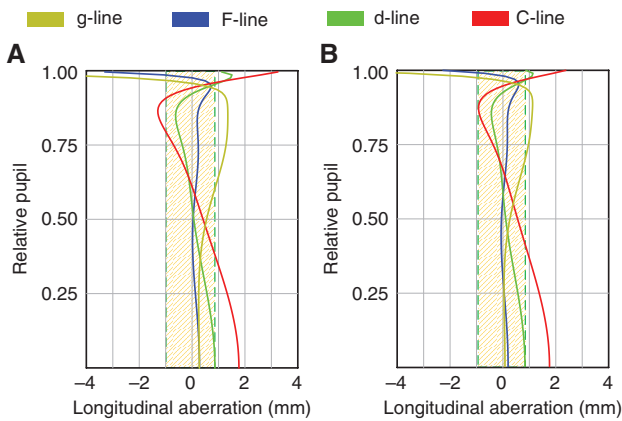 g-line F-line d-line C-line
A B
1.00 1.00
0.75 0.75
0.50 0.50
0.25 0.25
Relative pupil Relative pupil
–4 –2 0 2 4 –4 –2 0 2 4
Longitudinal aberration (mm) Longitudinal aberration (mm)